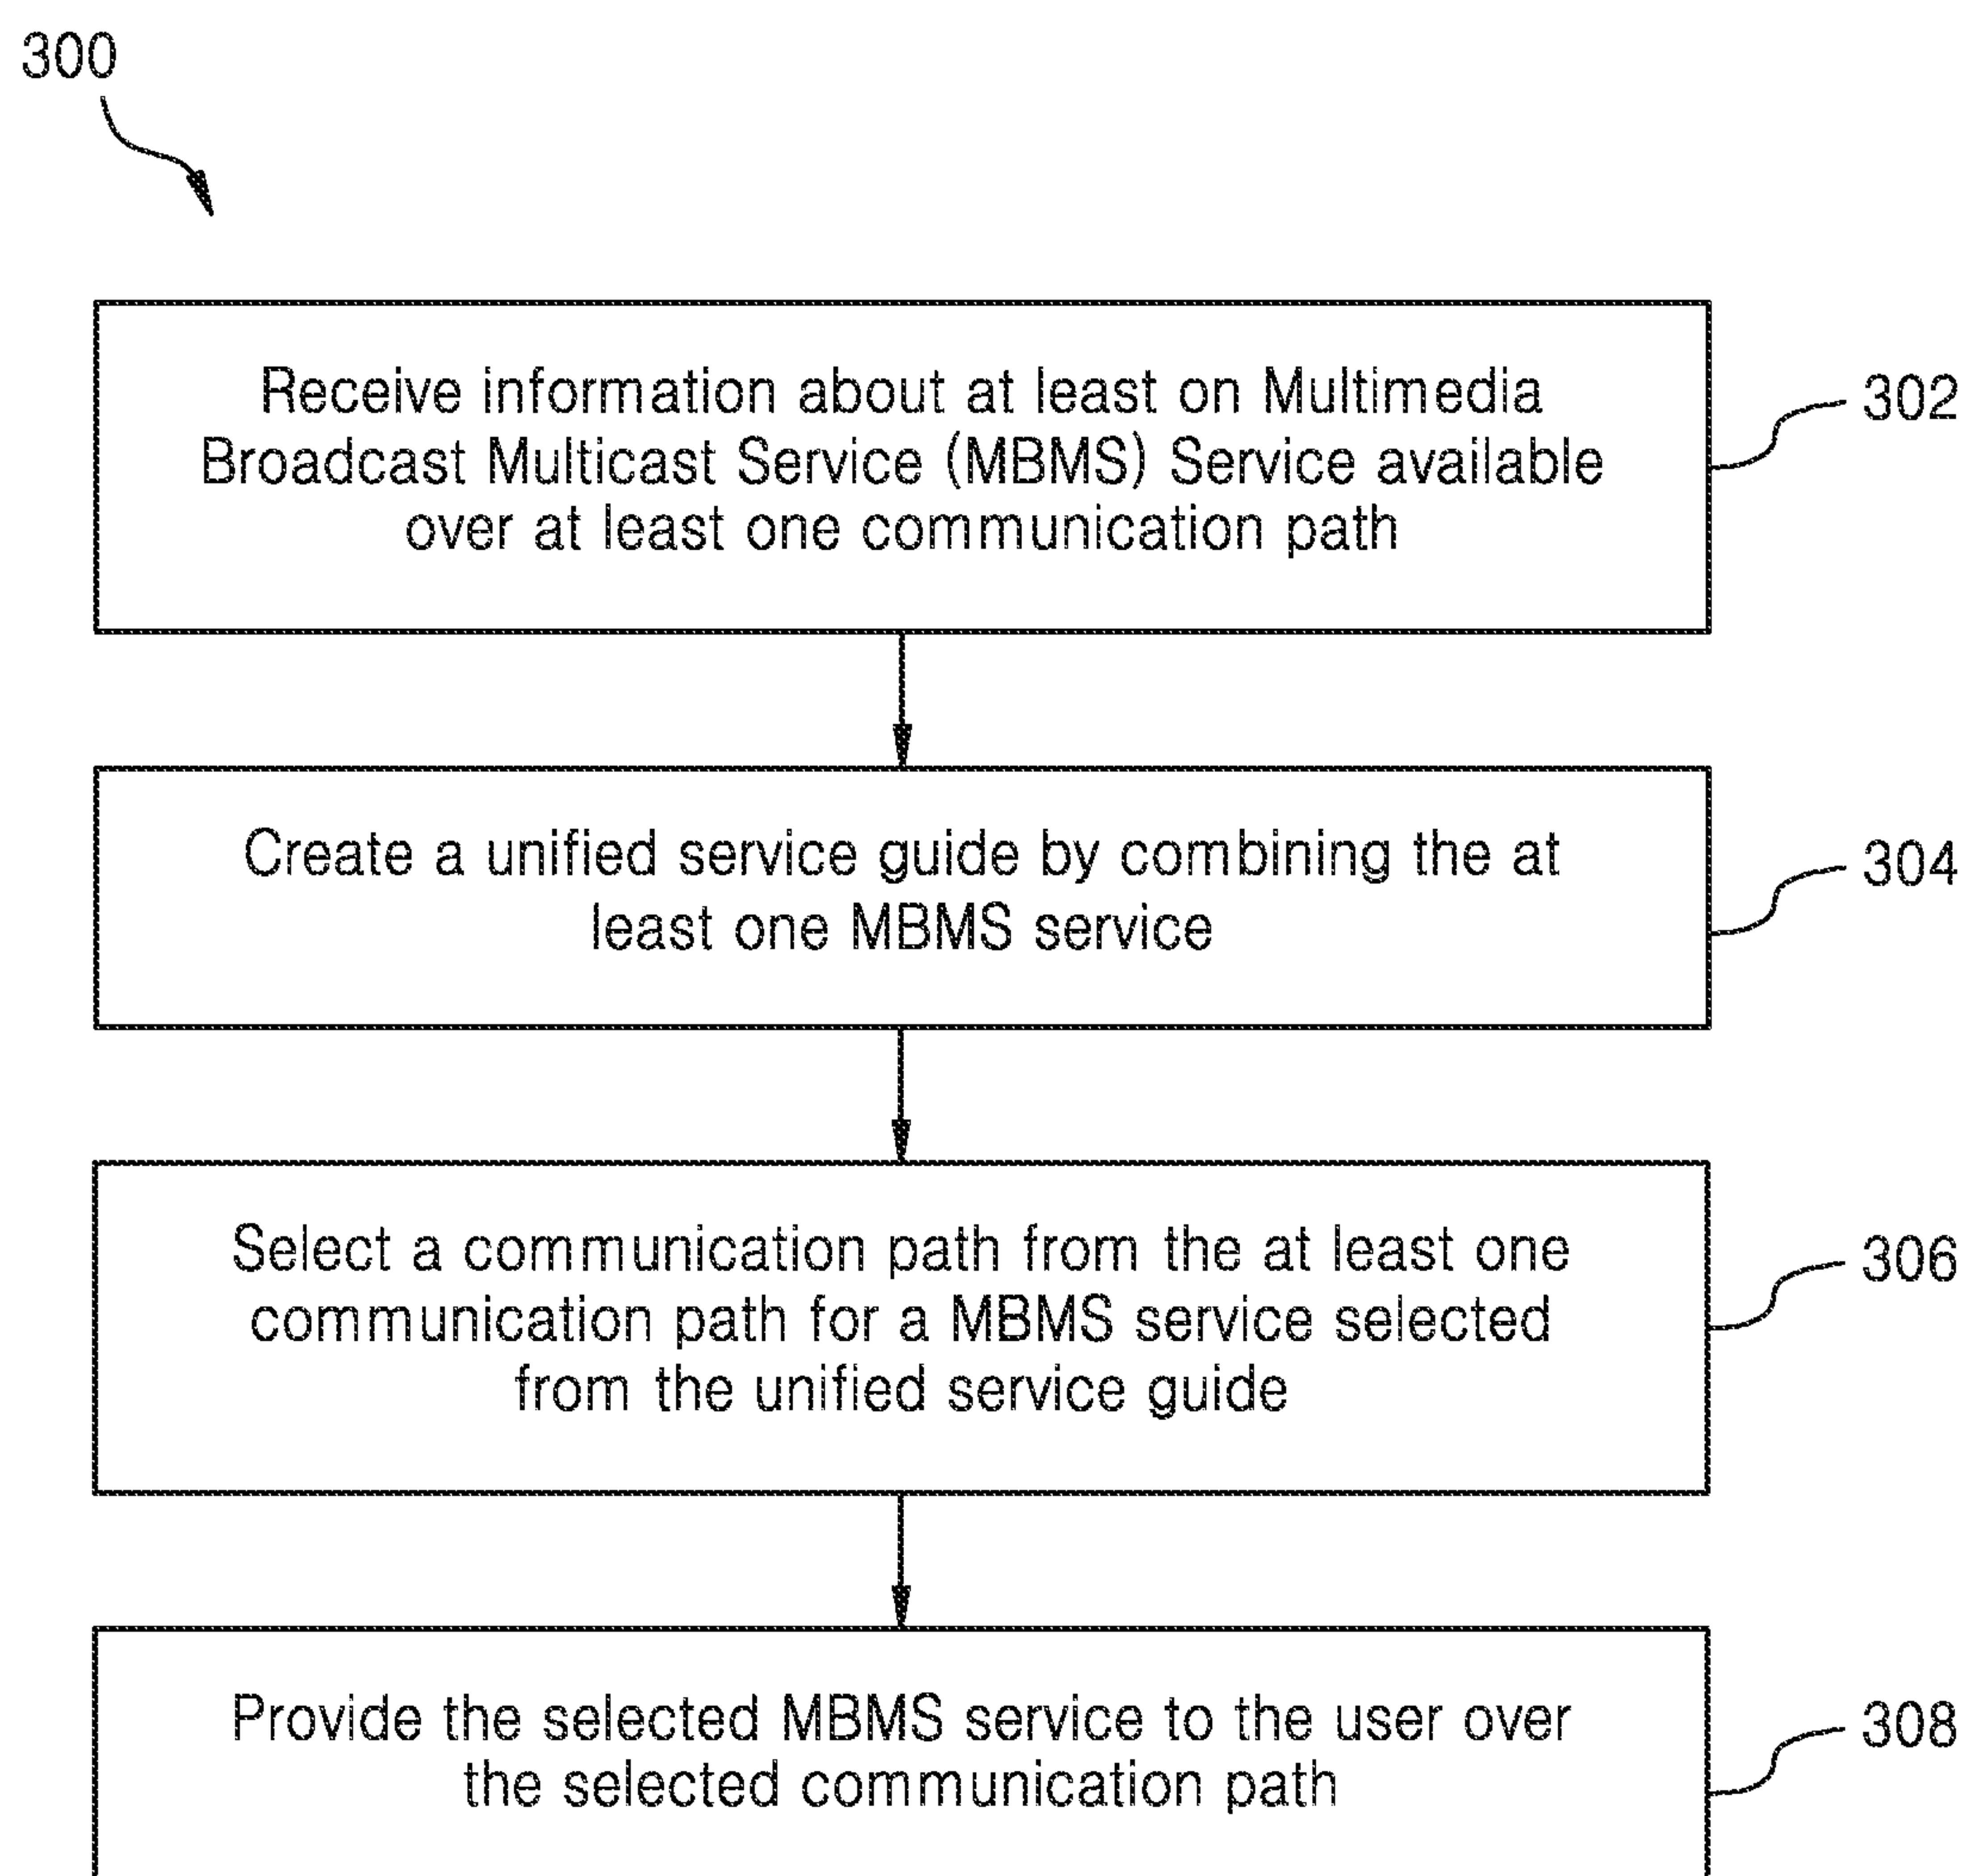 300
Receive information about at least on Multimedia
Broadcast Multicast Service (MBMS) Service available
over at least one communication path
302
Create a unified service guide by combining the at
least one MBMS service
304
Select a communication path from the at least one
communication path for a MBMS service selected
from the unified service guide
306
Provide the selected MBMS service to the user over
the selected communication path
308